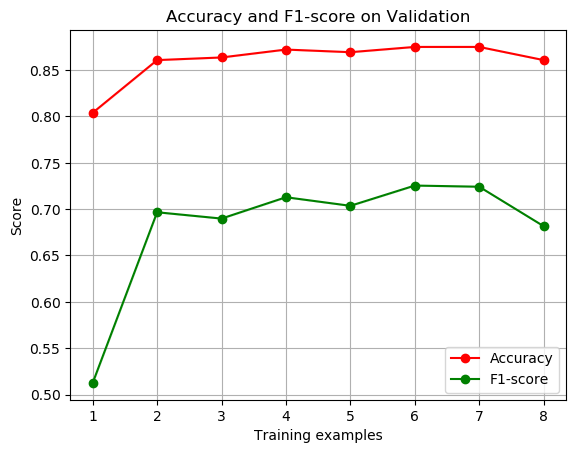 Accuracy and F1-score on Validation
Score
0.85
0.80
0.75
0.70
0.65
0.60
0.55
0.50
Accuracy
F1-score
1 2 3 4 5 6 7 8
Training examples